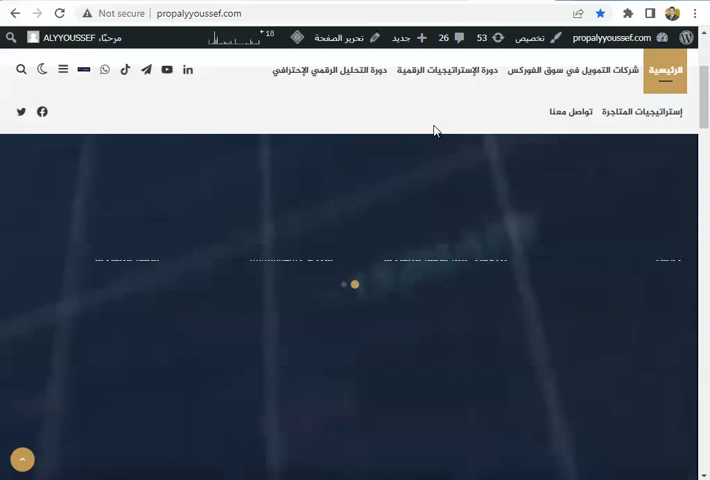 Not secure | propalyyoussef.com
propalyyoussef.com تخصيص 53 26 جديد تحرير الصفحة +18 مرحبًا، ALYYOUSSEF
الرئيسية شركات التمويل في سوق الفوركس دورة الإستراتيجيات الرقمية دورة التحليل الرقمي الإحترافي
إستراتيجيات المتاجرة تواصل معنا